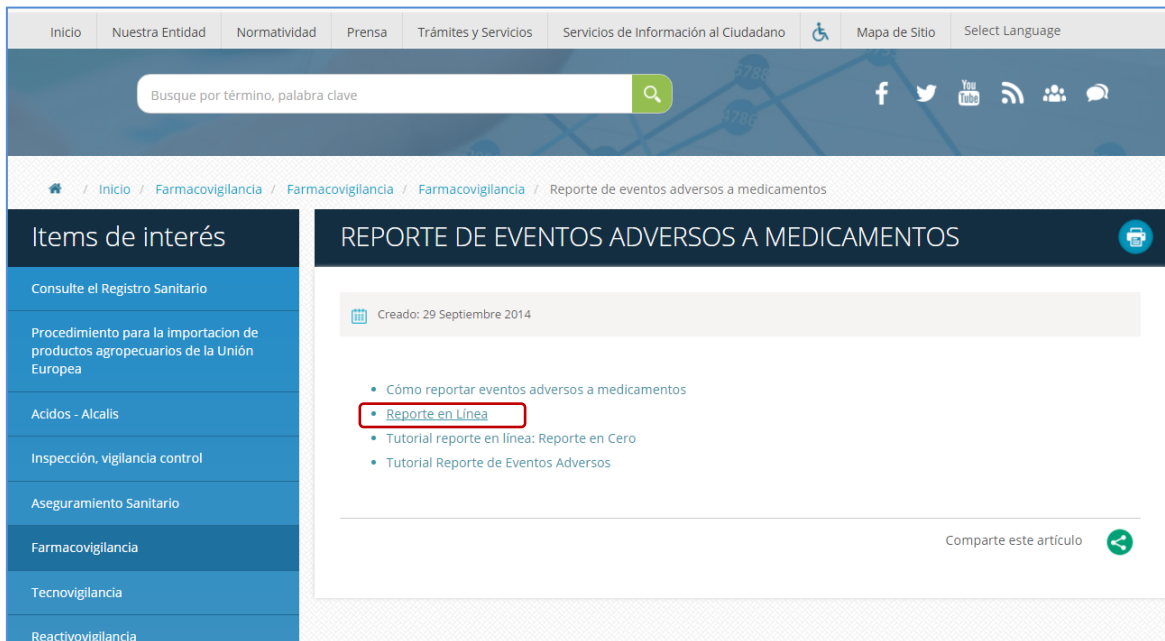 Inicio
Nuestra Entidad
Normatividad
Prensa
Trámites y Servicios
Servicios de Información al Ciudadano
Mapa de Sitio
Select Language
Busque por término, palabra clave
5788
4786
You
Tube
/ Inicio / Farmacovigilancia / Farmacovigilancia / Farmacovigilancia / Reporte de eventos adversos a medicamentos
Items de interés
Consulte el Registro Sanitario
Procedimiento para la importacion de
productos agropecuarios de la Unión
Europea
Acidos - Alcalis
Inspección, vigilancia control
Aseguramiento Sanitario
Farmacovigilancia
Tecnovigilancia
Reactivovigilancia
REPORTE DE EVENTOS ADVERSOS A MEDICAMENTOS
Creado: 29 Septiembre 2014
• Cómo reportar eventos adversos a medicamentos
• Reporte en Línea
• Tutorial reporte en línea: Reporte en Cero
• Tutorial Reporte de Eventos Adversos
Comparte este artículo